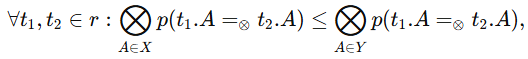 ∀t₁, t₂ ∈ r : ⨂_{A∈X} p(t₁.A =_⊗ t₂.A) ≤ ⨂_{A∈Y} p(t₁.A =_⊗ t₂.A),